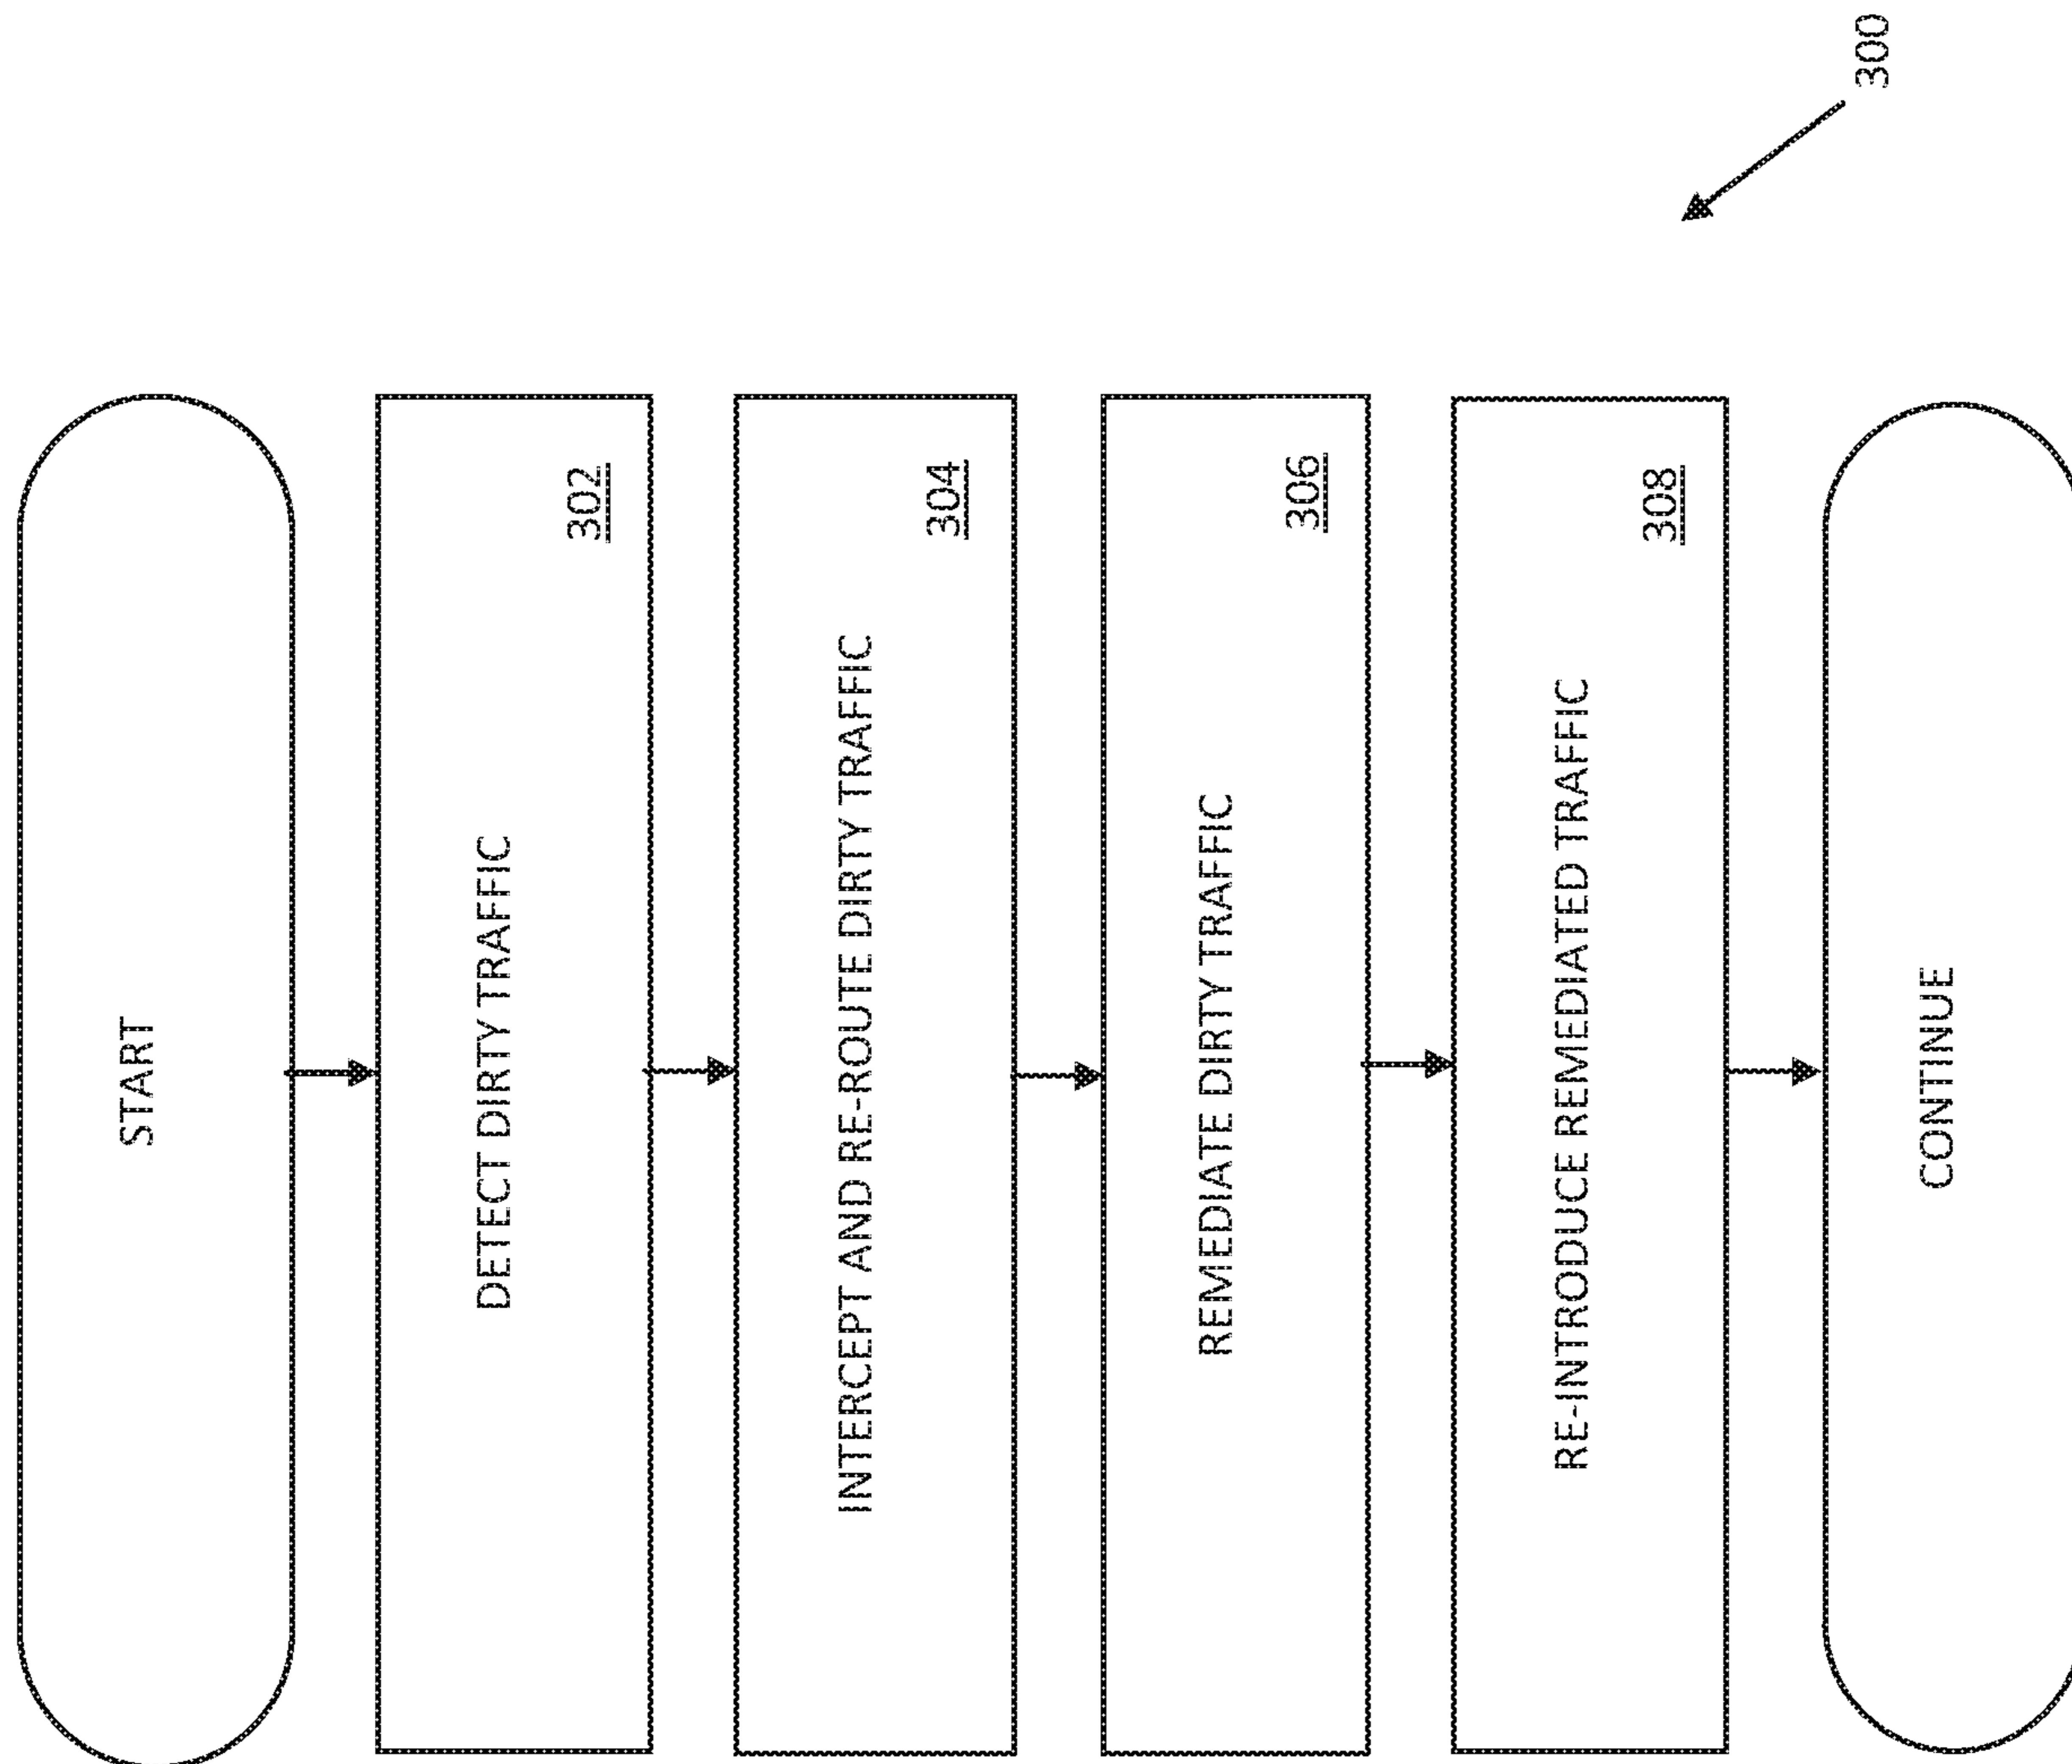 START
DETECT DIRTY TRAFFIC
302
INTERCEPT AND RE-ROUTE DIRTY TRAFFIC
304
REMEDIATE DIRTY TRAFFIC
306
RE-INTRODUCE REMEDIATED TRAFFIC
308
CONTINUE
300